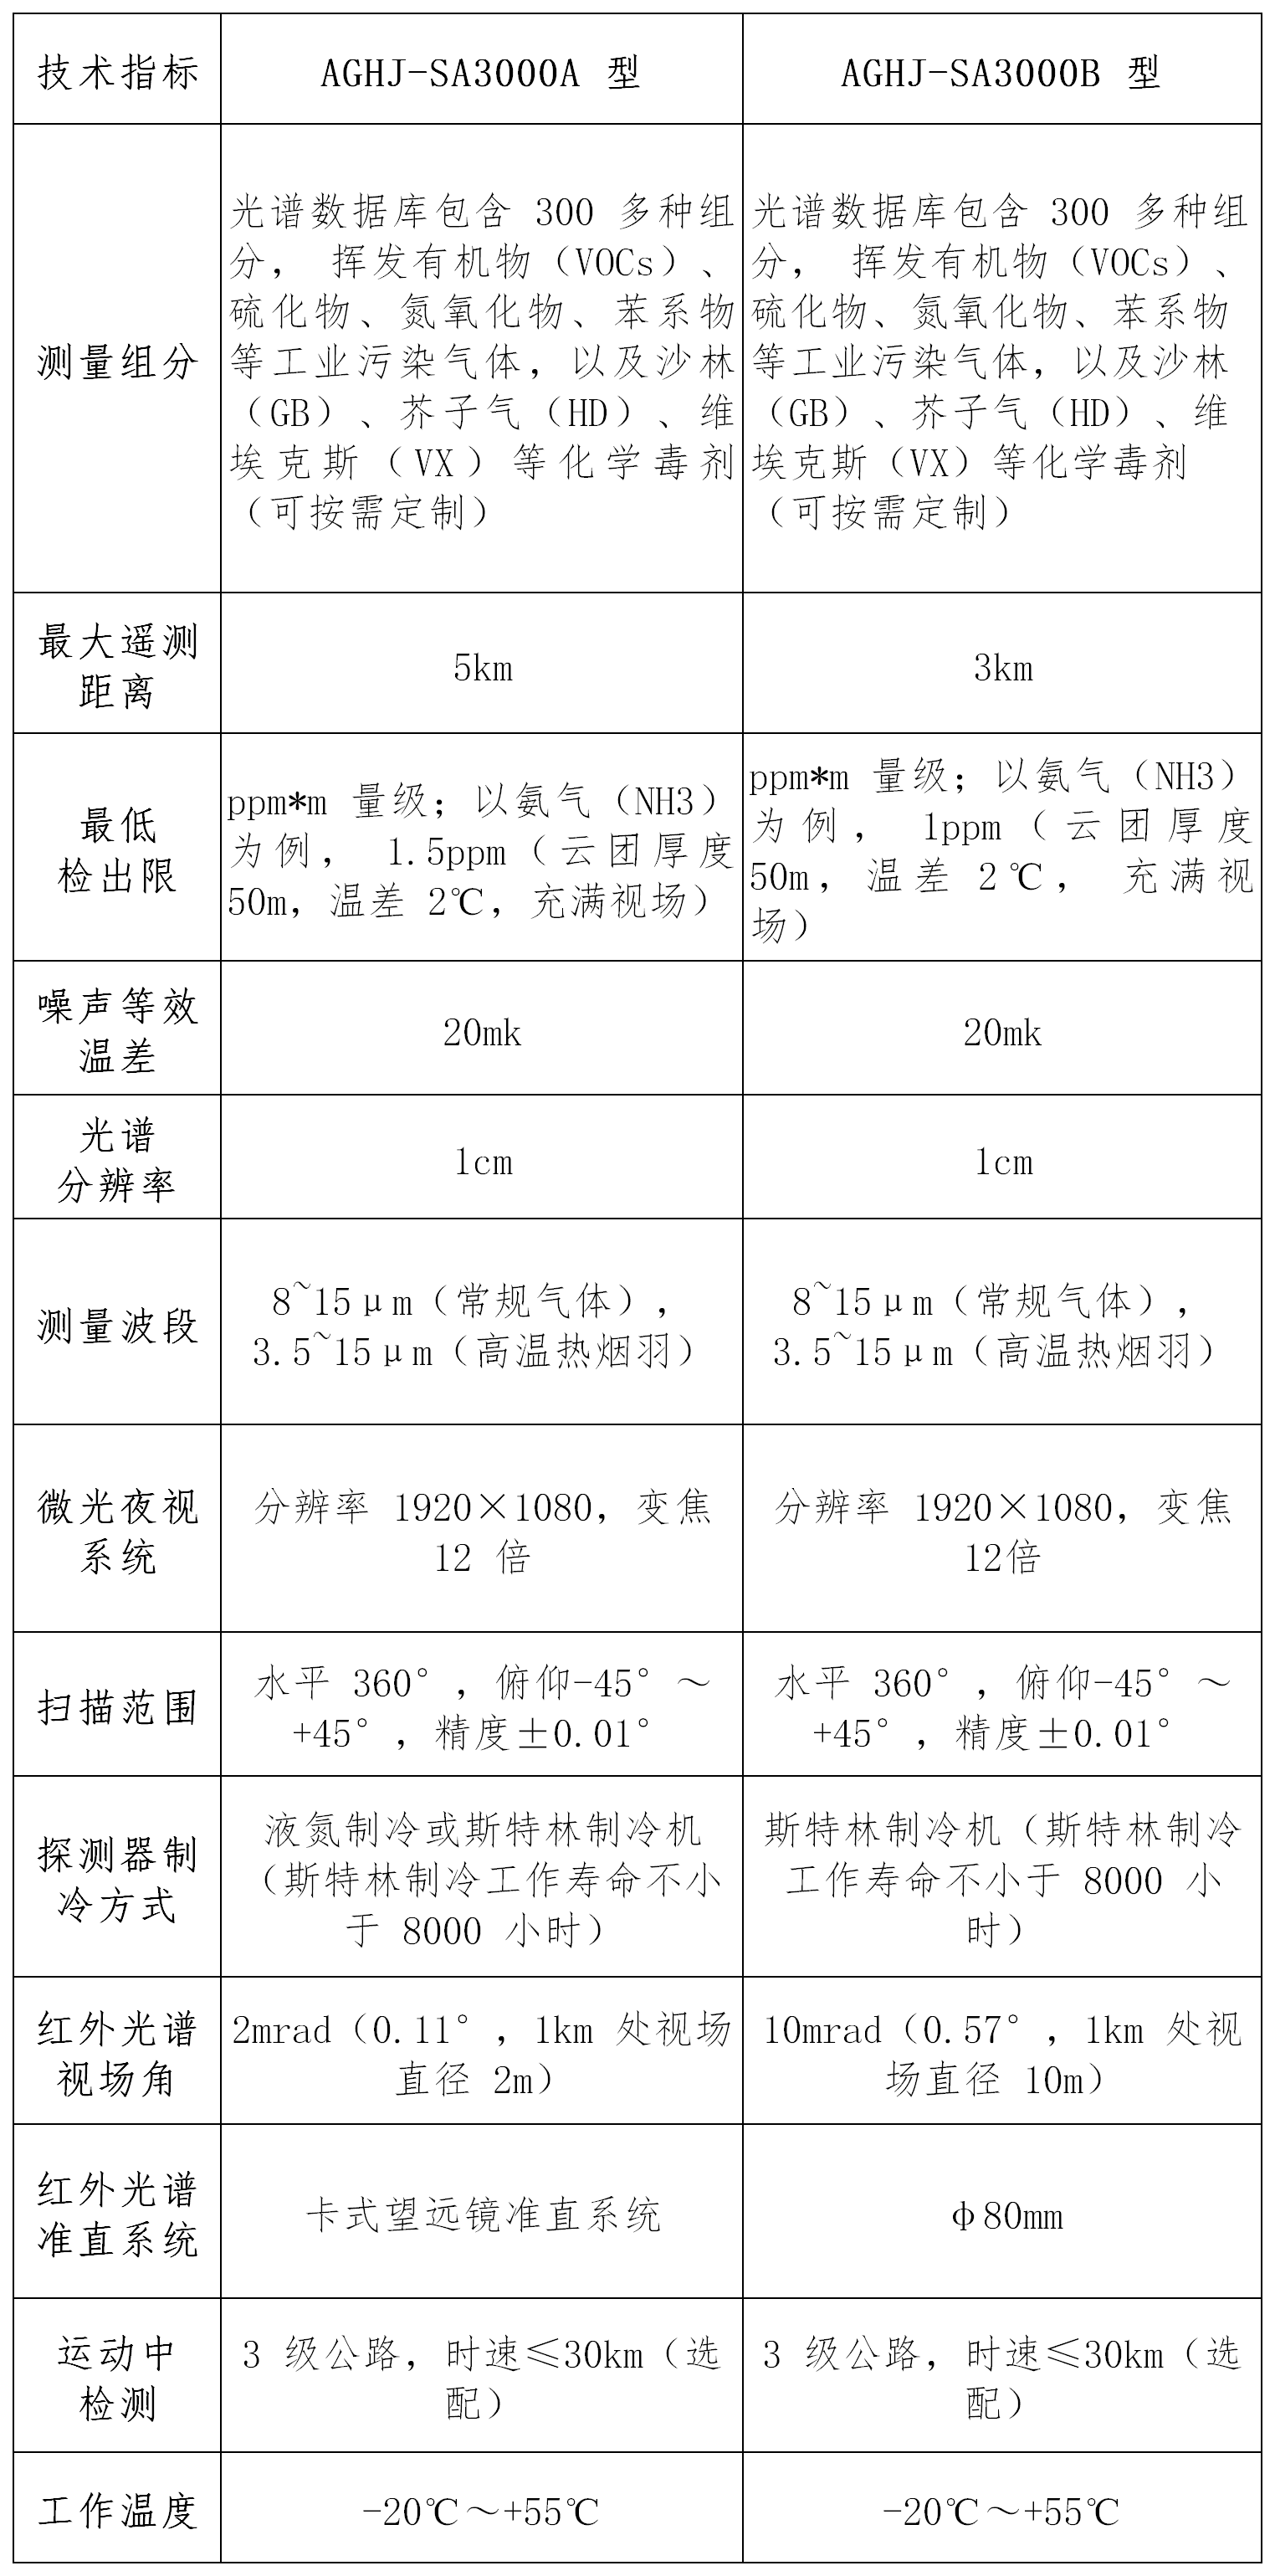 技术指标
AGHJ-SA3000A 型
AGHJ-SA3000B 型
测量组分
光谱数据库包含 300 多种组
分， 挥发有机物（VOCs）、
硫化物、氮氧化物、苯系物
等工业污染气体，以及沙林
（GB）、芥子气（HD）、维
埃克斯（VX）等化学毒剂
（可按需定制）
光谱数据库包含 300 多种组
分， 挥发有机物（VOCs）、
硫化物、氮氧化物、苯系物
等工业污染气体，以及沙林
（GB）、芥子气（HD）、维
埃克斯（VX）等化学毒剂
（可按需定制）
最大遥测
距离
5km
3km
最低
检出限
ppm*m 量级；以氨气（NH3）
为例， 1.5ppm（云团厚度
50m，温差 2℃，充满视场）
ppm*m 量级；以氨气（NH3）
为例， 1ppm（云团厚度
50m，温差 2℃， 充满视
场）
噪声等效
温差
20mk
20mk
光谱
分辨率
1cm
1cm
测量波段
8~15μm（常规气体），
3.5~15μm（高温热烟羽）
8~15μm（常规气体），
3.5~15μm（高温热烟羽）
微光夜视
系统
分辨率 1920×1080，变焦
12 倍
分辨率 1920×1080，变焦
12倍
扫描范围
水平 360°，俯仰-45°～
+45°，精度±0.01°
水平 360°，俯仰-45°～
+45°，精度±0.01°
探测器制
冷方式
液氮制冷或斯特林制冷机
（斯特林制冷工作寿命不小
于 8000 小时）
斯特林制冷机（斯特林制冷
工作寿命不小于 8000 小
时）
红外光谱
视场角
2mrad（0.11°，1km 处视场
直径 2m）
10mrad（0.57°，1km 处视
场直径 10m）
红外光谱
准直系统
卡式望远镜准直系统
φ80mm
运动中
检测
3 级公路，时速≤30km（选
配）
3 级公路，时速≤30km（选
配）
工作温度
-20℃～+55℃
-20℃～+55℃